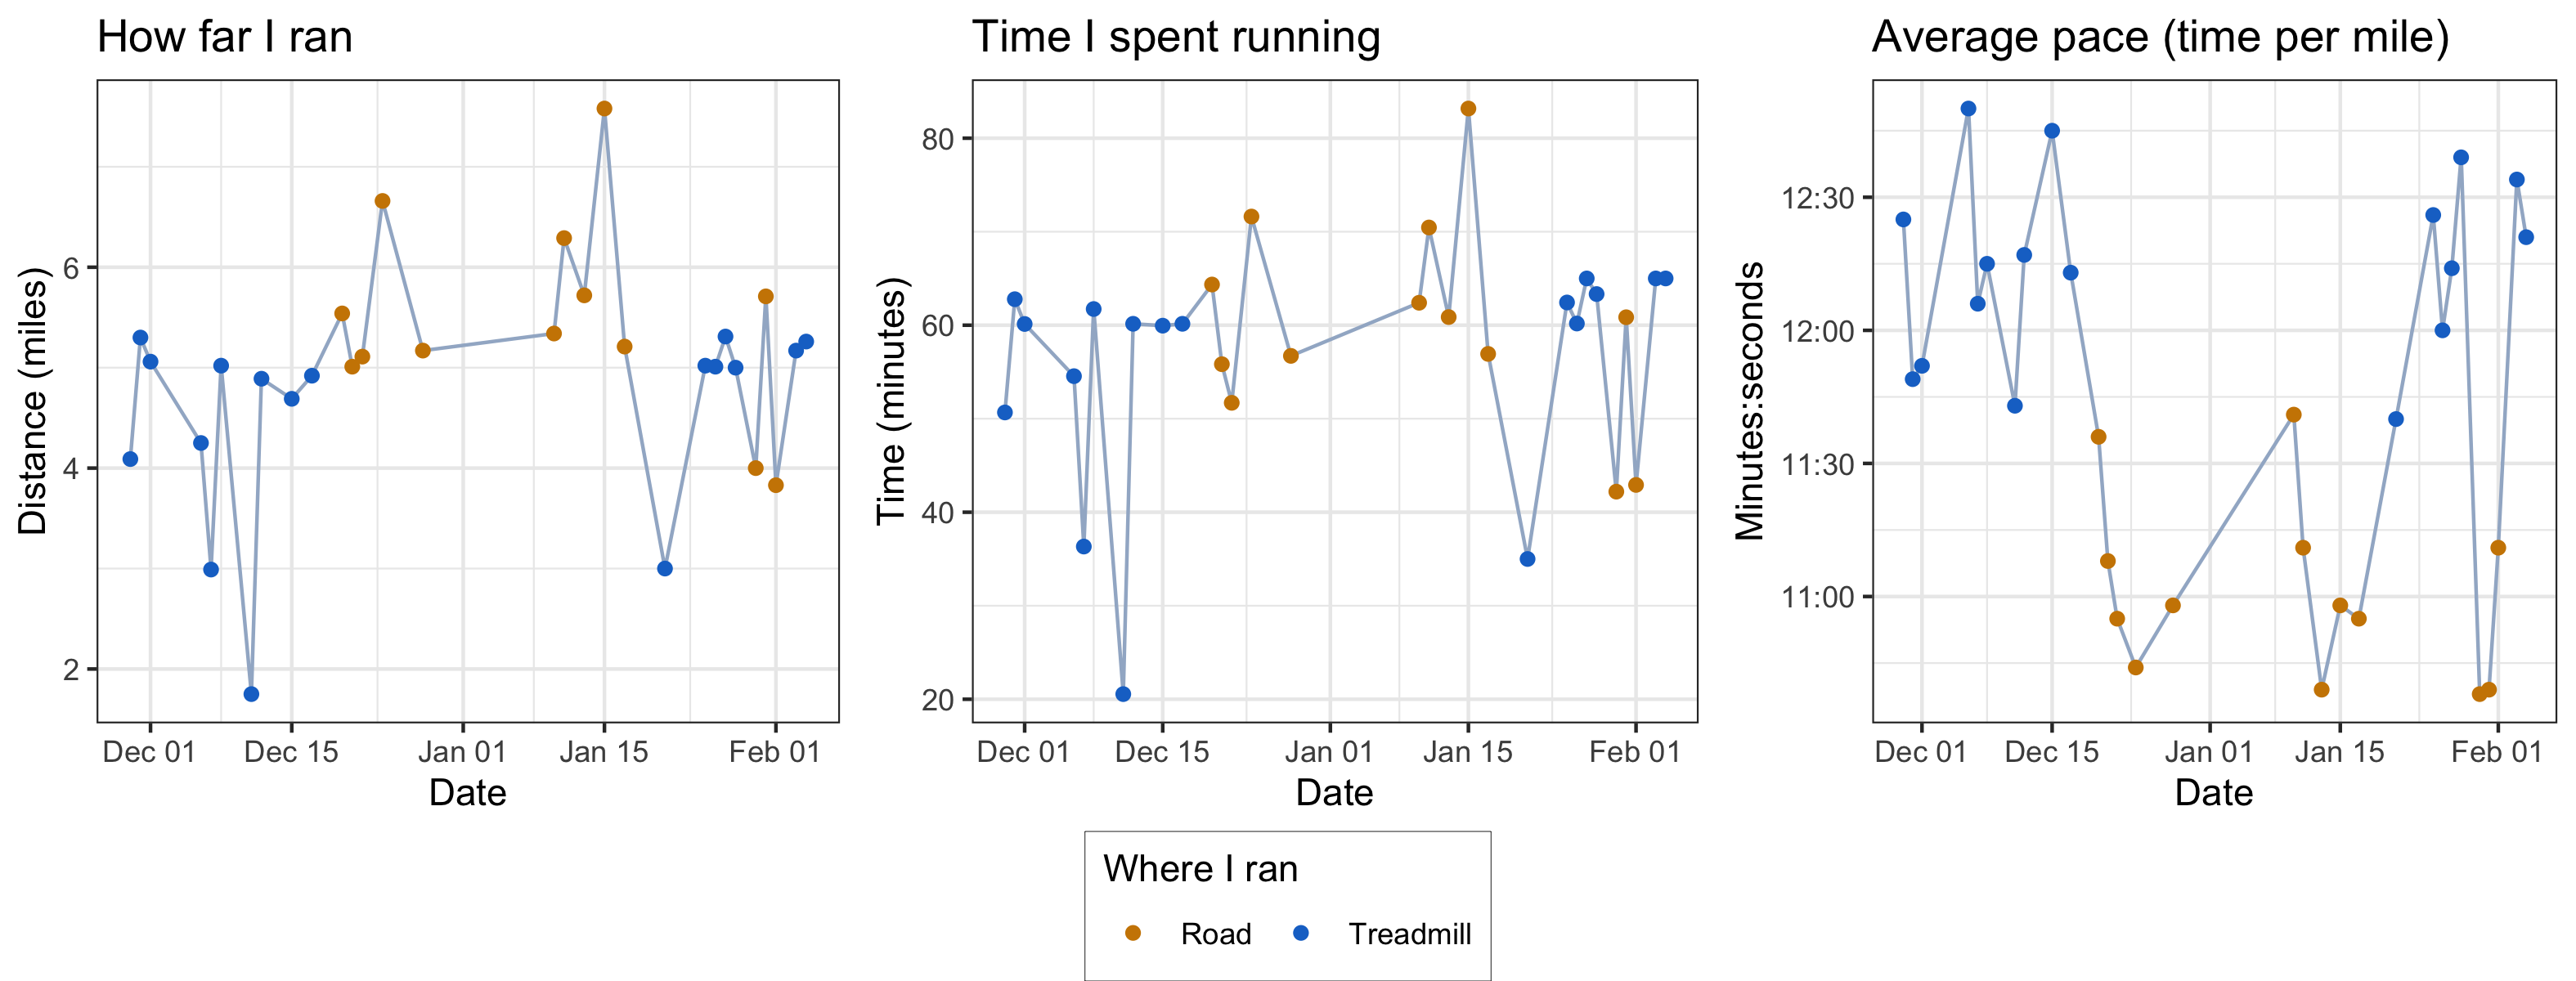 How far I ran
Distance (miles)
6
4
2
Dec 01 Dec 15 Jan 01 Jan 15 Feb 01
Date
Time I spent running
Time (minutes)
80
60
40
20
Dec 01 Dec 15 Jan 01 Jan 15 Feb 01
Date
Average pace (time per mile)
Minutes:seconds
12:30
12:00
11:30
11:00
Dec 01 Dec 15 Jan 01 Jan 15 Feb 01
Date
Where I ran
Road Treadmill